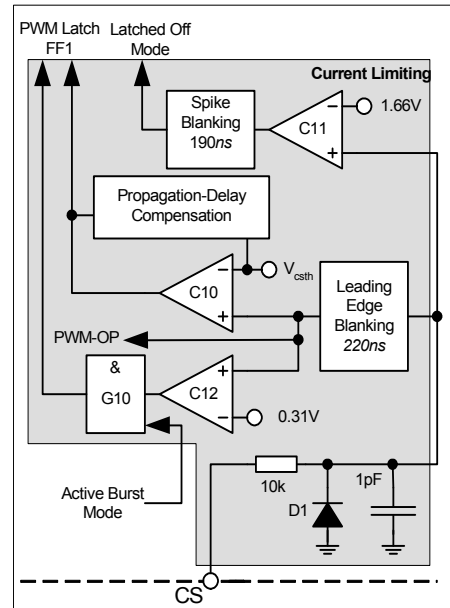 PWM Latch
FF1
Latched Off
Mode
Current Limiting
Spike
Blanking
190ns
C11
1.66V
Propagation-Delay
Compensation
C10
Vcsth
Leading
Edge
Blanking
220ns
PWM-OP
&
G10
C12
0.31V
Active Burst
Mode
10k
D1
1pF
CS